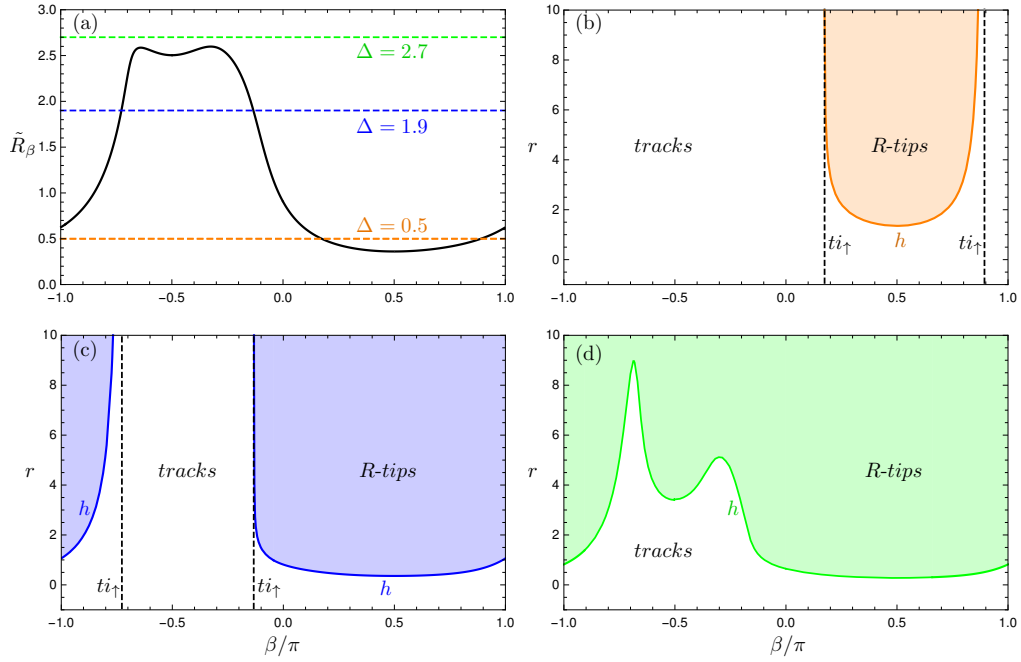 (a)
3.0
2.5
2.0
1.5
1.0
0.5
0.0
R̃β
Δ = 2.7
Δ = 1.9
Δ = 0.5
−1.0 −0.5 0.0 0.5 1.0
(b)
10
8
6
4
2
0
r
tracks
R-tips
ti↑ h ti↑
−1.0 −0.5 0.0 0.5 1.0
(c)
10
8
6
4
2
0
r
tracks
R-tips
h
ti↑ ti↑ h
−1.0 −0.5 0.0 0.5 1.0
β/π
(d)
10
8
6
4
2
0
r
R-tips
h
tracks
−1.0 −0.5 0.0 0.5 1.0
β/π